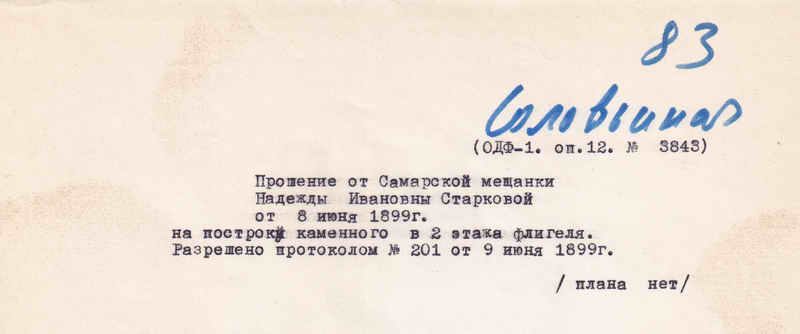 83
Соловьиная
(ОДФ-1. оп.12. № 3843)
Прошение от Самарской мещанки
Надежды Ивановны Старковой
от 8 июня 1899г.
на постройку каменного в 2 этажа флигеля.
Разрешено протоколом № 201 от 9 июня 1899г.
/ плана нет/